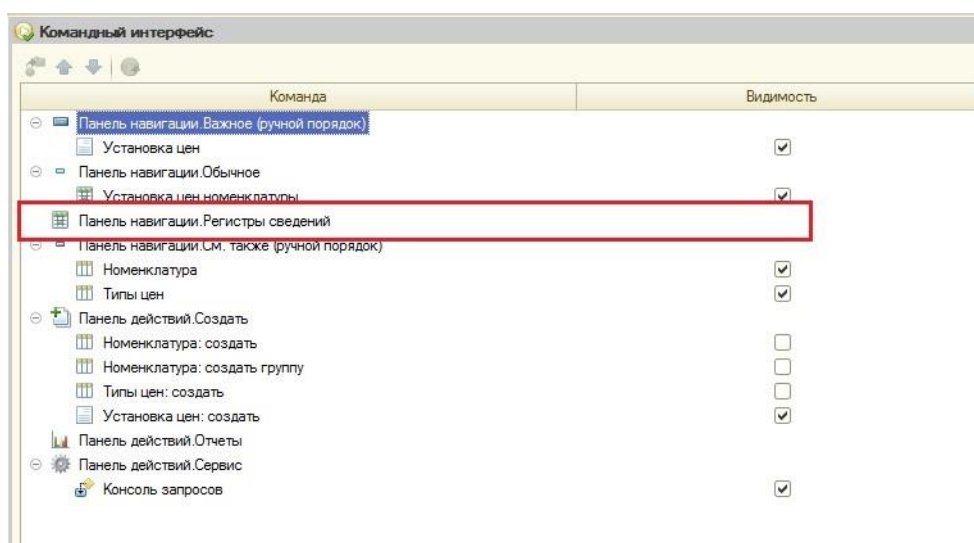 Командный интерфейс
Команда Видимость
Панель навигации.Важное (ручной порядок)
Установка цен
Панель навигации.Обычное
Установка цен номенклатуры
Панель навигации.Регистры сведений
Панель навигации.См. также (ручной порядок)
Номенклатура
Типы цен
Панель действий.Создать
Номенклатура: создать
Номенклатура: создать группу
Типы цен: создать
Установка цен: создать
Панель действий.Отчеты
Панель действий.Сервис
Консоль запросов